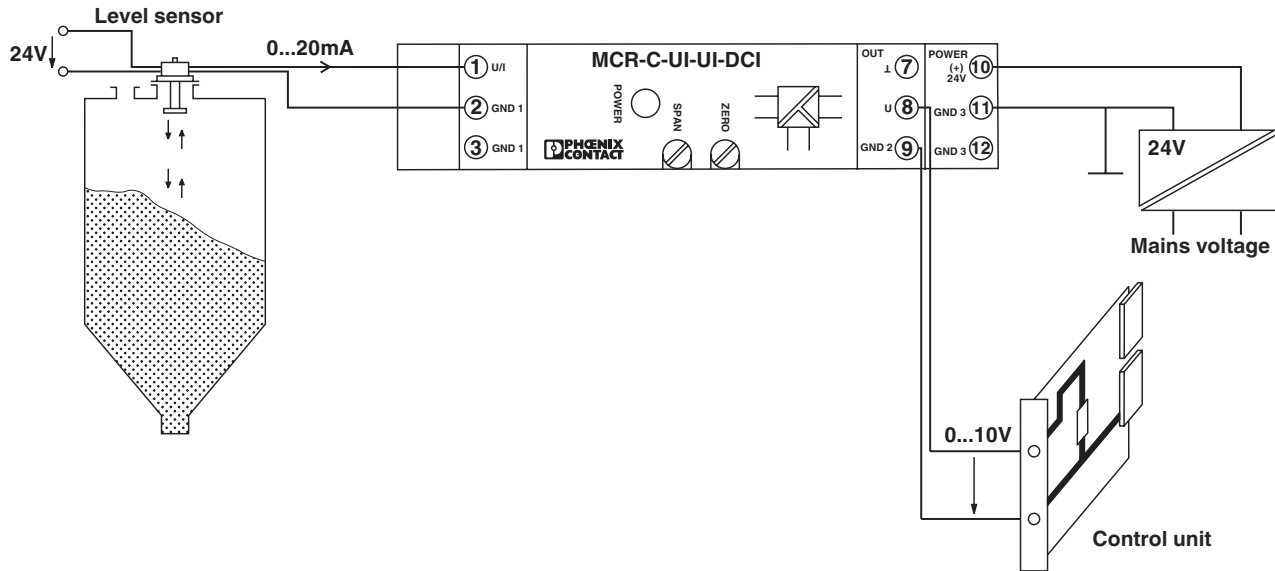 Level sensor
24V
0...20mA
1 U/I
2 GND 1
3 GND 1
MCR-C-UI-UI-DCI
POWER
SPAN
ZERO
PHŒNIX
CONTACT
OUT
⊥ 7
U 8
GND 2 9
POWER
(+) 10
24V
GND 3 11
GND 3 12
24V
Mains voltage
0...10V
Control unit